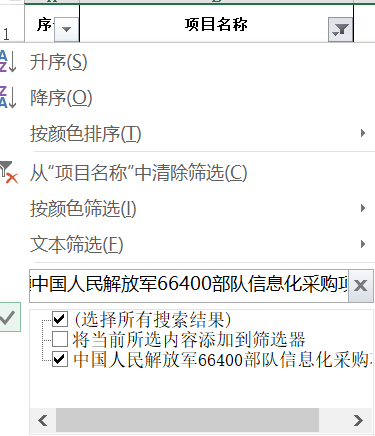 序 项目名称
1
升序(S)
降序(O)
按颜色排序(T)
从“项目名称”中清除筛选(C)
按颜色筛选(I)
文本筛选(F)
中国人民解放军66400部队信息化采购项
(选择所有搜索结果)
将当前所选内容添加到筛选器
中国人民解放军66400部队信息化采购